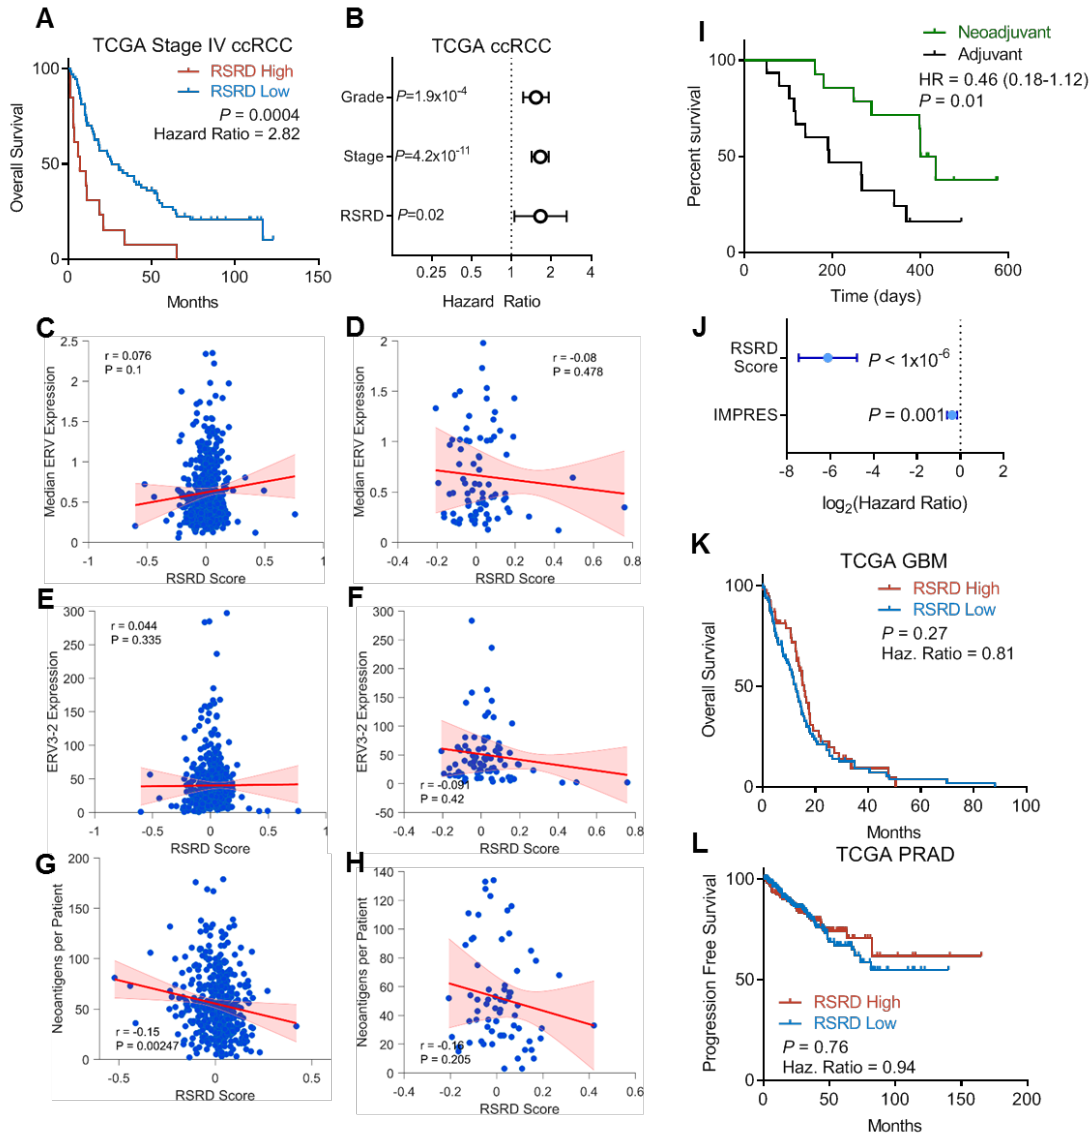 A
TCGA Stage IV ccRCC
100
50
0
Overall Survival
RSRD High
RSRD Low
P = 0.0004
Hazard Ratio = 2.82
0 50 100 150
Months
B
TCGA ccRCC
Grade P=1.9x10-4
Stage P=4.2x10-11
RSRD P=0.02
0.25 0.5 1 2 4
Hazard Ratio
C
r = 0.076
P = 0.1
2.5
2
1.5
1
0.5
0
Median ERV Expression
-1 -0.5 0 0.5 1
RSRD Score
D
r = -0.08
P = 0.478
2
1.5
1
0.5
0
Median ERV Expression
-0.4 -0.2 0 0.2 0.4 0.6 0.8
RSRD Score
E
r = 0.044
P = 0.335
300
250
200
150
100
50
0
ERV3-2 Expression
-1 -0.5 0 0.5 1
RSRD Score
F
300
250
200
150
100
50
0
-50
ERV3-2 Expression
r = -0.091
P = 0.42
-0.4 -0.2 0 0.2 0.4 0.6 0.8
RSRD Score
G
200
150
100
50
0
Neoantigens per Patient
r = -0.15
P = 0.00247
-0.5 0 0.5
RSRD Score
H
140
120
100
80
60
40
20
0
Neoantigens per Patient
P = 0.205
-0.4 -0.2 0 0.2 0.4 0.6
RSRD Score
I
Neoadjuvant
Adjuvant
HR = 0.46 (0.18-1.12)
P = 0.01
100
50
0
Percent survival
0 200 400 600
Time (days)
J
RSRD
Score
P < 1x10-6
IMPRES P = 0.001
-8 -6 -4 -2 0 2
log2(Hazard Ratio)
K
TCGA GBM
100
50
0
Overall Survival
RSRD High
RSRD Low
P = 0.27
Haz. Ratio = 0.81
0 20 40 60 80 100
Months
L
TCGA PRAD
100
50
0
Progression Free Survival
RSRD High
RSRD Low
P = 0.76
Haz. Ratio = 0.94
0 50 100 150 200
Months